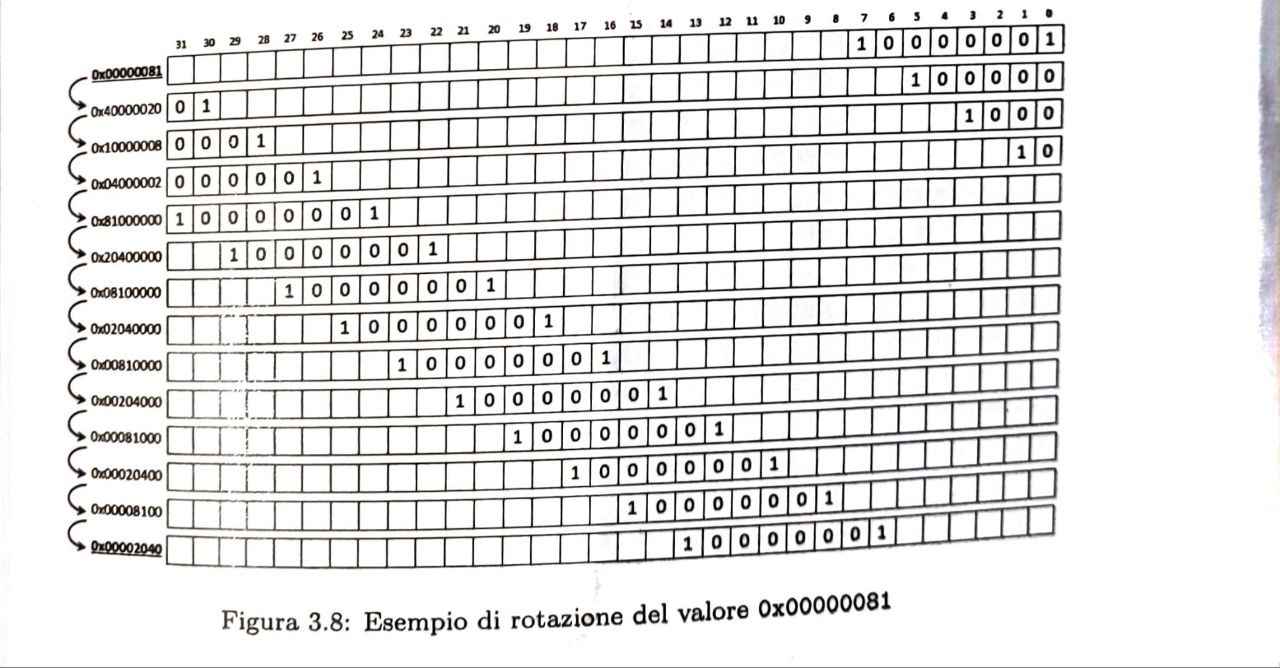 31 30 29 28 27 26 25 24 23 22 21 20 19 18 17 16 15 14 13 12 11 10 9 8 7 6 5 4 3 2 1 0
0x00000081 1 0 0 0 0 0 0 1
0x40000020 0 1 1 0 0 0 0 0
0x10000008 0 0 0 1 1 0 0 0
0x04000002 0 0 0 0 0 1 1 0
0x81000000 1 0 0 0 0 0 0 1
0x20400000 1 0 0 0 0 0 0 1
0x08100000 1 0 0 0 0 0 0 1
0x02040000 1 0 0 0 0 0 0 1
0x00810000 1 0 0 0 0 0 0 1
0x00204000 1 0 0 0 0 0 0 1
0x00081000 1 0 0 0 0 0 0 1
0x00020400 1 0 0 0 0 0 0 1
0x00008100 1 0 0 0 0 0 0 1
0x00002040 1 0 0 0 0 0 0 1
Figura 3.8: Esempio di rotazione del valore 0x00000081